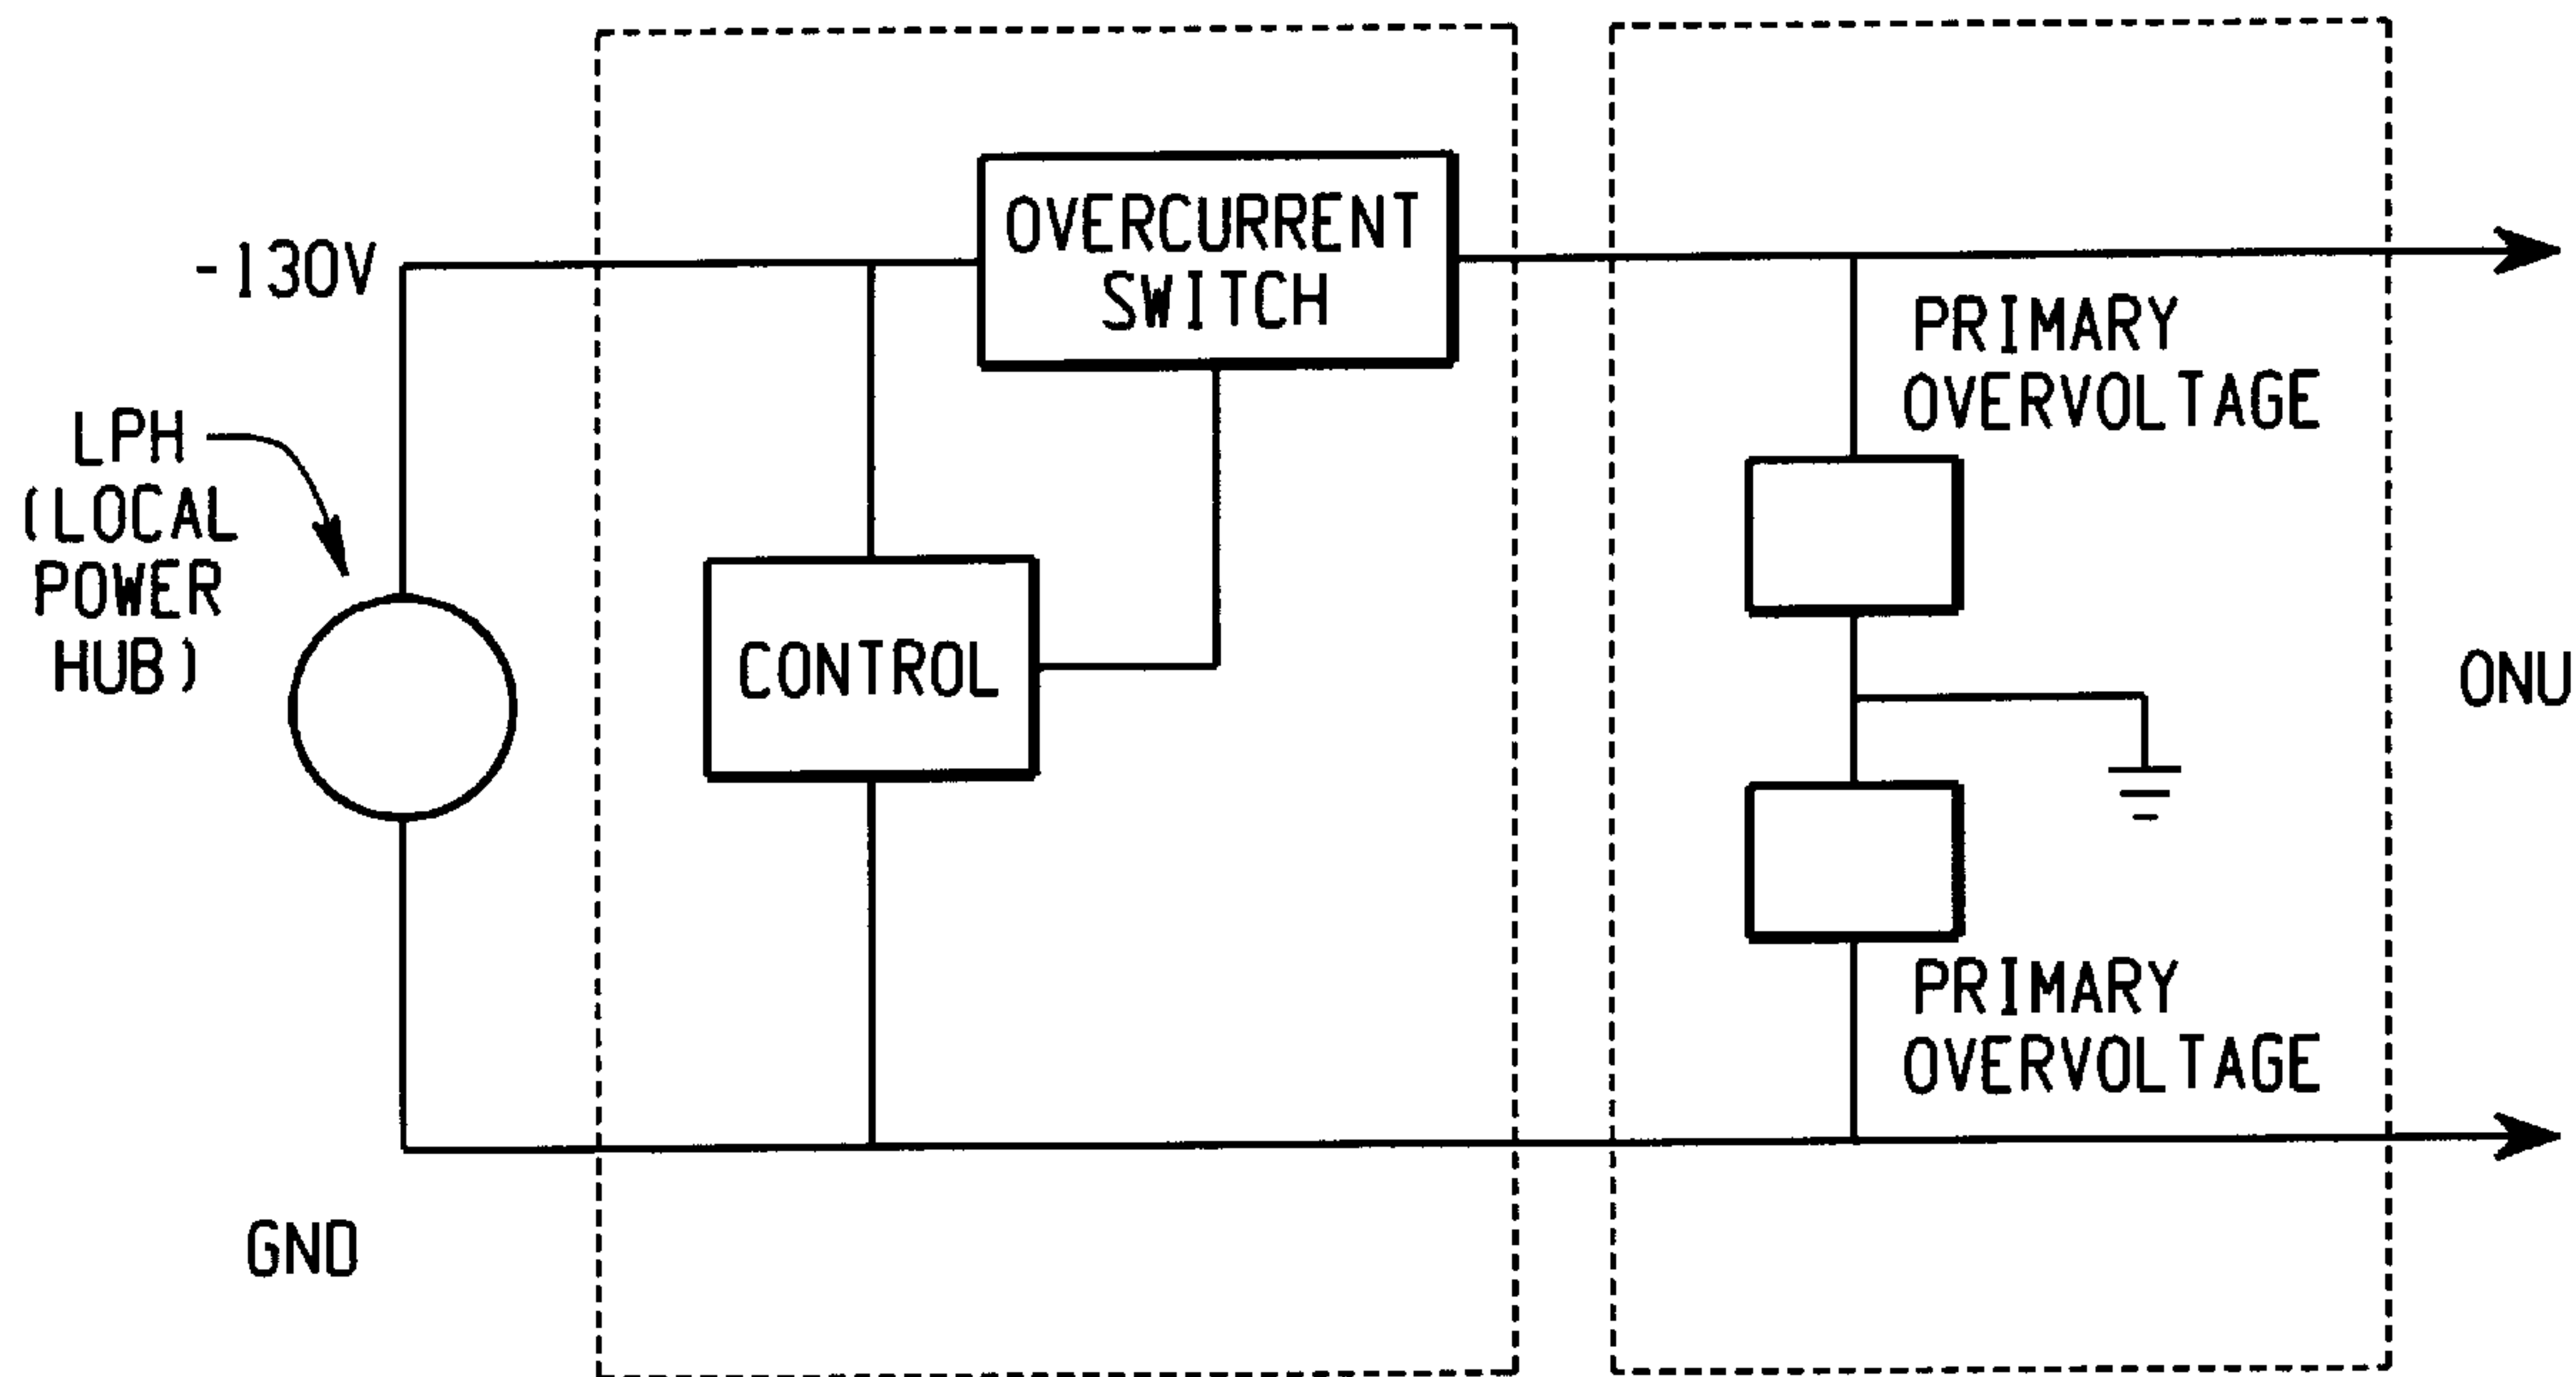 OVERCURRENT
SWITCH
-130V
LPH
(LOCAL
POWER
HUB)
CONTROL
PRIMARY
OVERVOLTAGE
ONU
PRIMARY
OVERVOLTAGE
GND